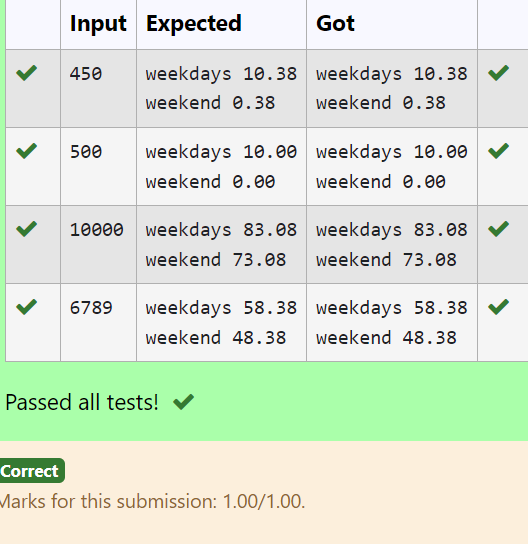 Input Expected Got
450 weekdays 10.38 weekdays 10.38
weekend 0.38 weekend 0.38
500 weekdays 10.00 weekdays 10.00
weekend 0.00 weekend 0.00
10000 weekdays 83.08 weekdays 83.08
weekend 73.08 weekend 73.08
6789 weekdays 58.38 weekdays 58.38
weekend 48.38 weekend 48.38
Passed all tests!
Correct
Marks for this submission: 1.00/1.00.